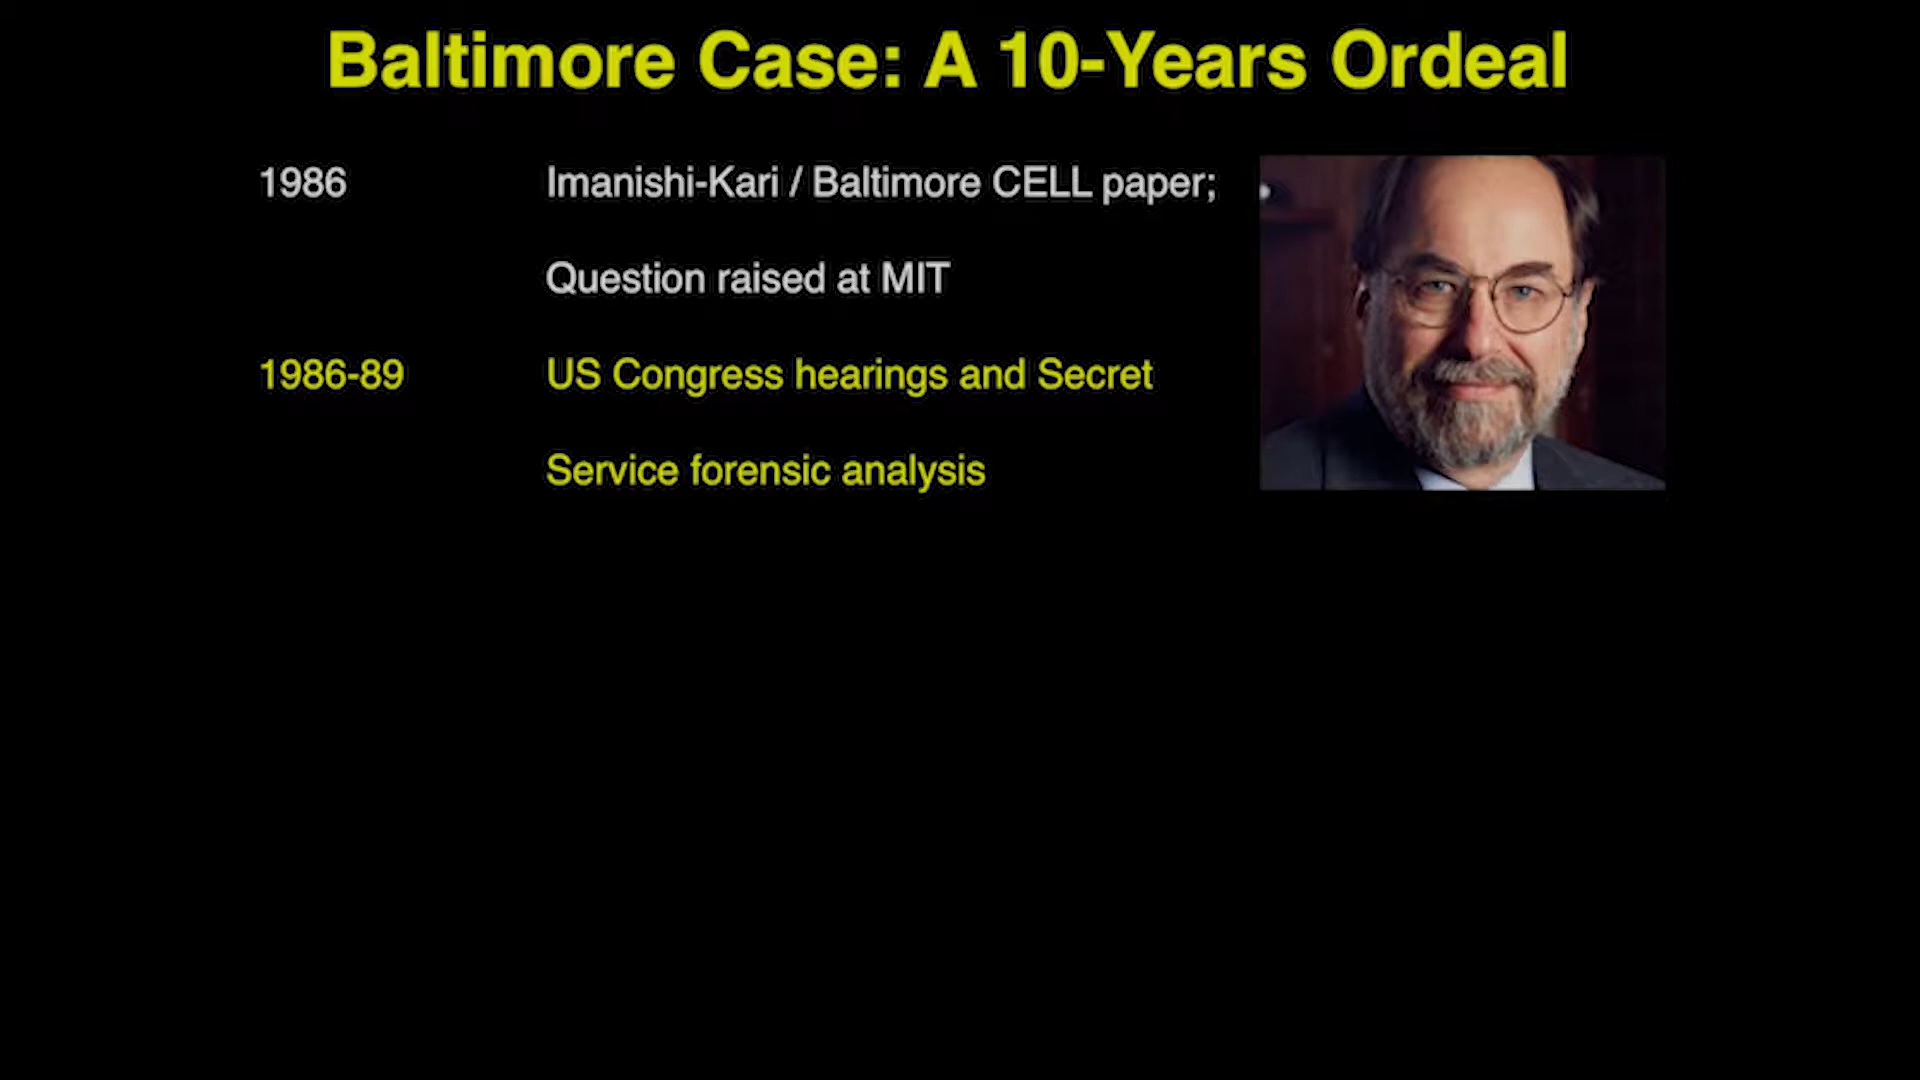 Baltimore Case: A 10-Years Ordeal
1986 Imanishi-Kari / Baltimore CELL paper;
Question raised at MIT
1986-89 US Congress hearings and Secret
Service forensic analysis